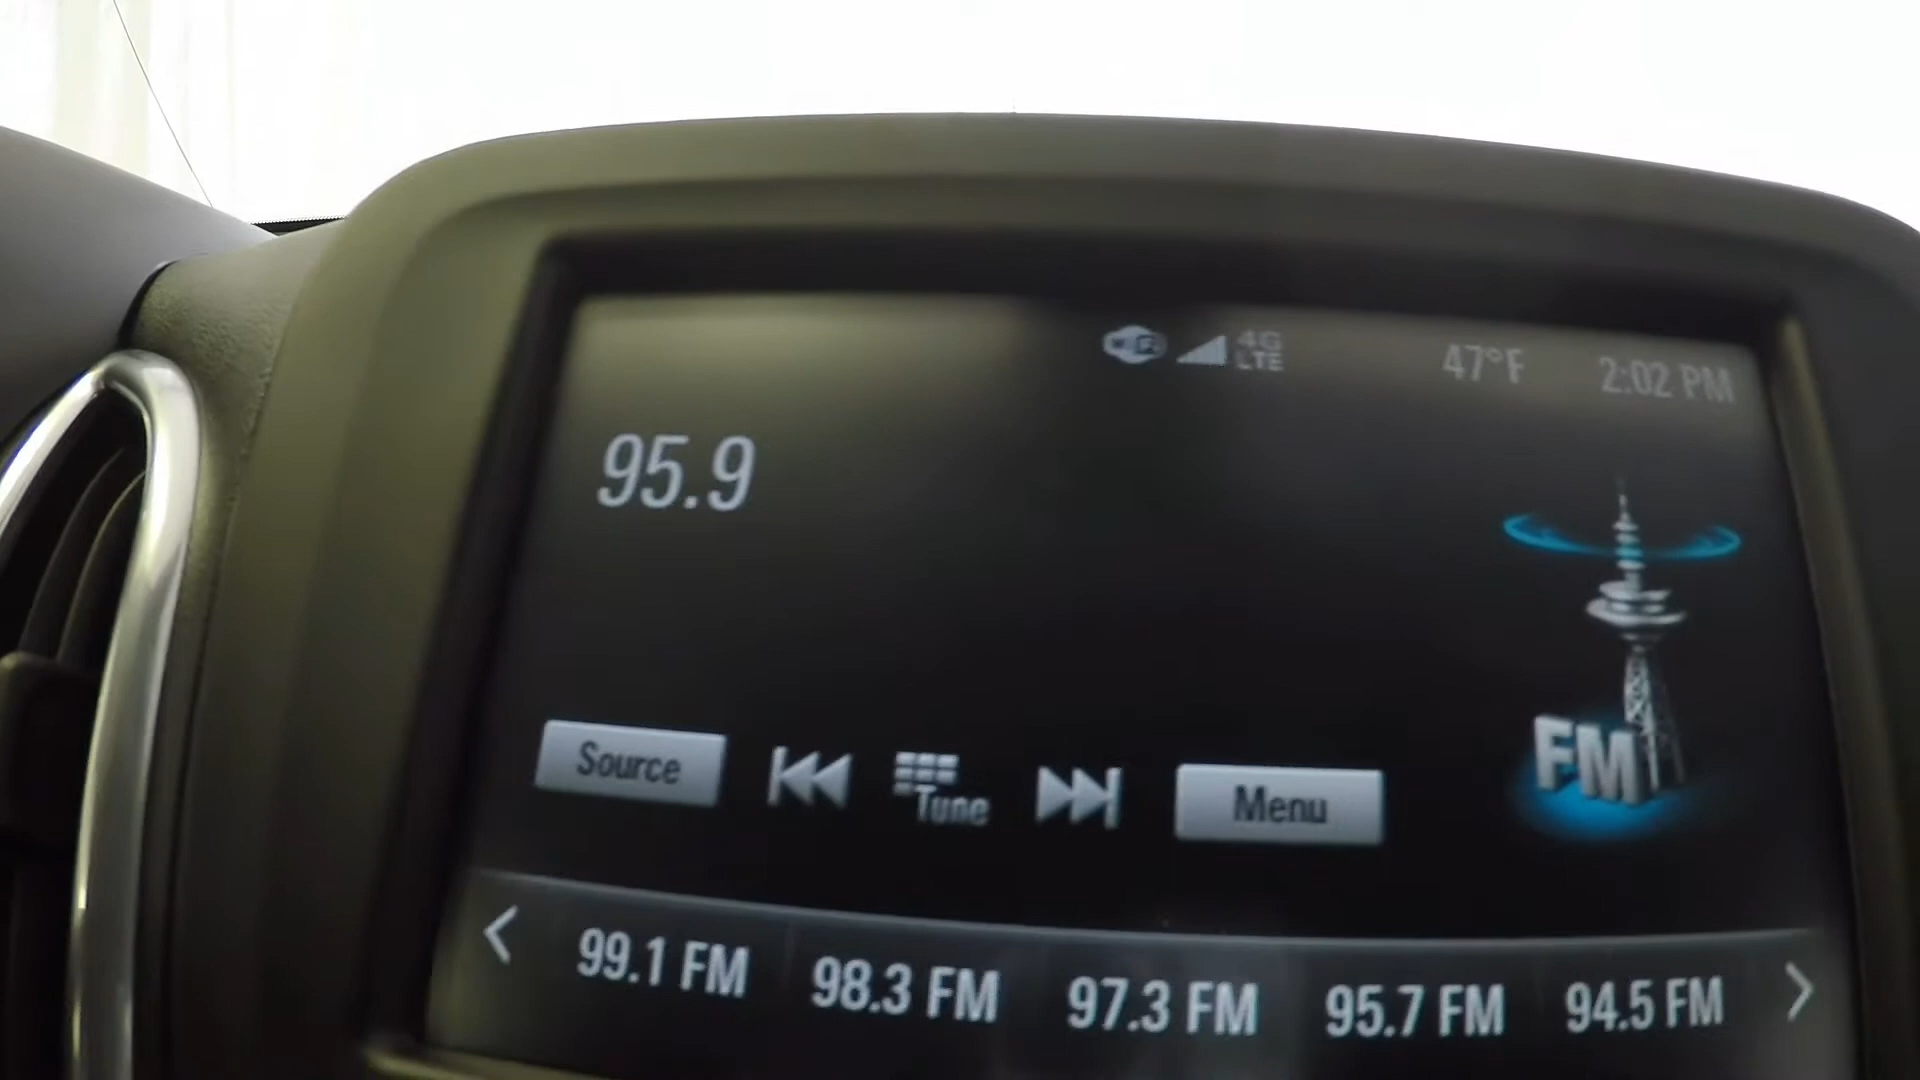 4G
LTE
47°F
2:02 PM
95.9
Source
Tune
Menu
FM
99.1 FM
98.3 FM
97.3 FM
95.7 FM
94.5 FM